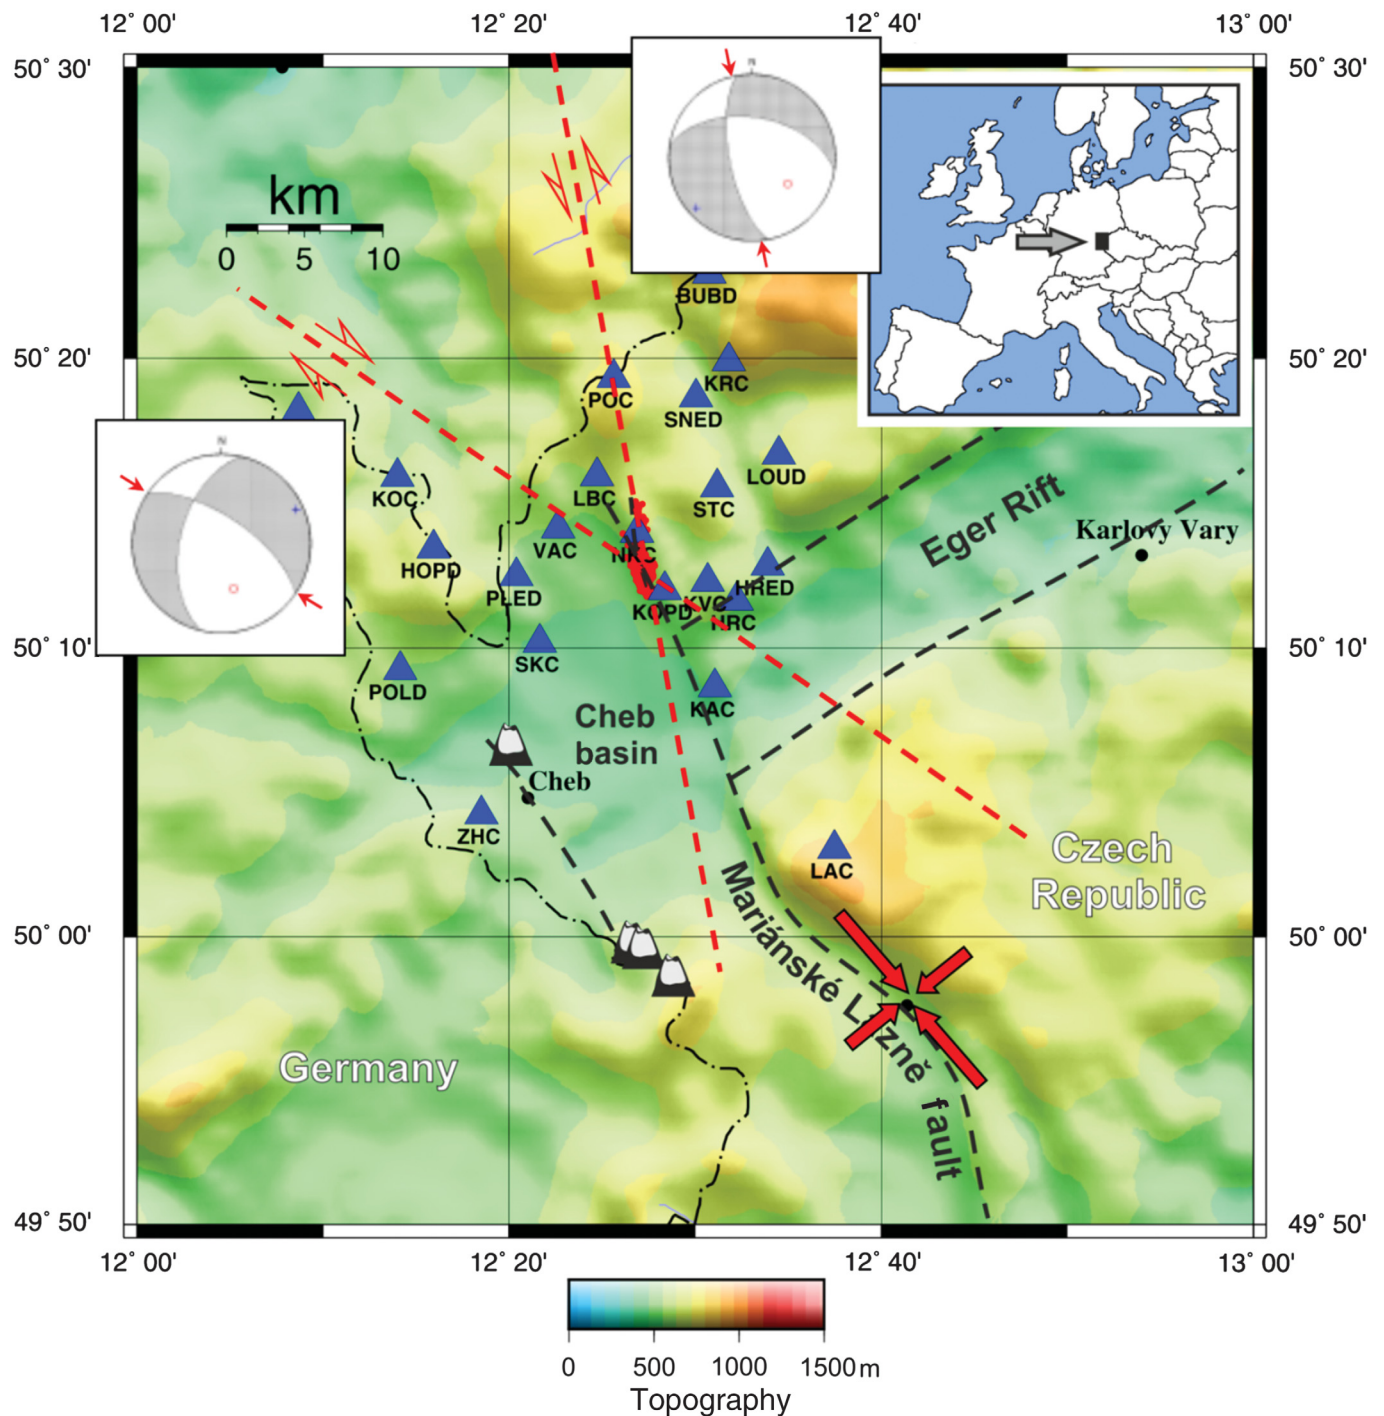 12° 00'
12° 20'
12° 40'
13° 00'
50° 30'
50° 30'
N
km
0
5
10
BUBD
50° 20'
50° 20'
KRC
POC
SNED
N
LOUD
KOC
LBC
STC
Eger Rift
Karlovy Vary
VAC
NKC
HOPD
HRED
PLED
KVC
KOPD
HRC
50° 10'
50° 10'
SKC
POLD
KAC
Cheb
basin
Cheb
ZHC
Czech
Republic
LAC
50° 00'
50° 00'
Mariánské Lázně fault
Germany
49° 50'
49° 50'
12° 00'
12° 20'
12° 40'
13° 00'
0
500
1000
1500 m
Topography